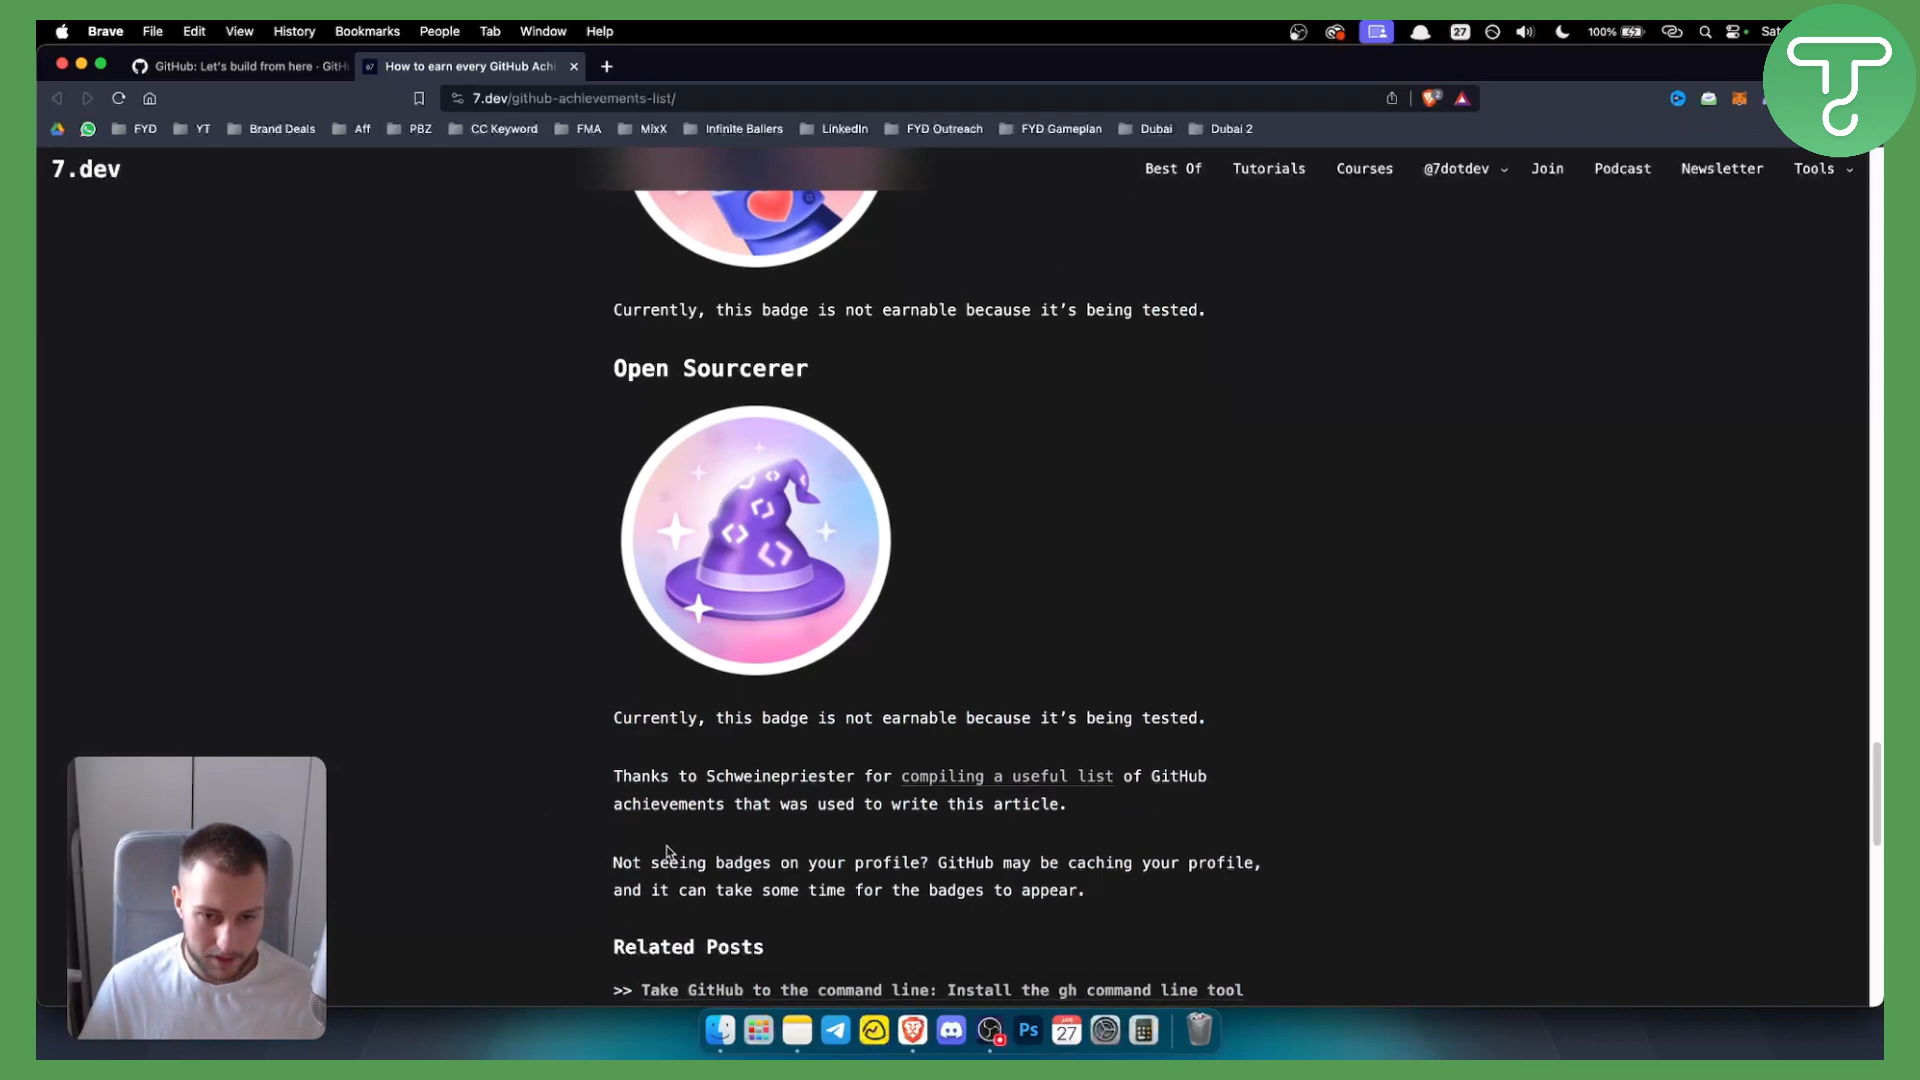 Brave File Edit View History Bookmarks People Tab Window Help 27 100% Sat
GitHub: Let's build from here · GitH
How to earn every GitHub Achi
7.dev/github-achievements-list/
FYD YT Brand Deals Aff PBZ CC Keyword FMA MixX Infinite Ballers LinkedIn FYD Outreach FYD Gameplan Dubai Dubai 2
7.dev
Best Of Tutorials Courses @7dotdev Join Podcast Newsletter Tools
Currently, this badge is not earnable because it’s being tested.
Open Sourcerer
Currently, this badge is not earnable because it’s being tested.
Thanks to Schweinepriester for compiling a useful list of GitHub
achievements that was used to write this article.
Not seeing badges on your profile? GitHub may be caching your profile,
and it can take some time for the badges to appear.
Related Posts
>> Take GitHub to the command line: Install the gh command line tool
Ps
JAN
27